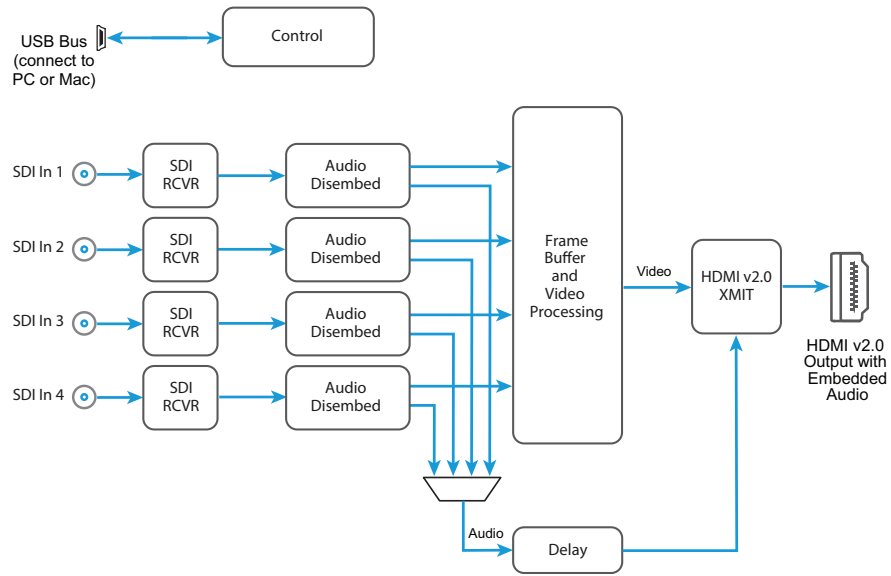 USB Bus
(connect to
PC or Mac)
Control
SDI In 1
SDI
RCVR
Audio
Disembed
SDI In 2
SDI
RCVR
Audio
Disembed
SDI In 3
SDI
RCVR
Audio
Disembed
SDI In 4
SDI
RCVR
Audio
Disembed
Frame
Buffer
and
Video
Processing
Video
HDMI v2.0
XMIT
HDMI v2.0
Output with
Embedded
Audio
Audio
Delay